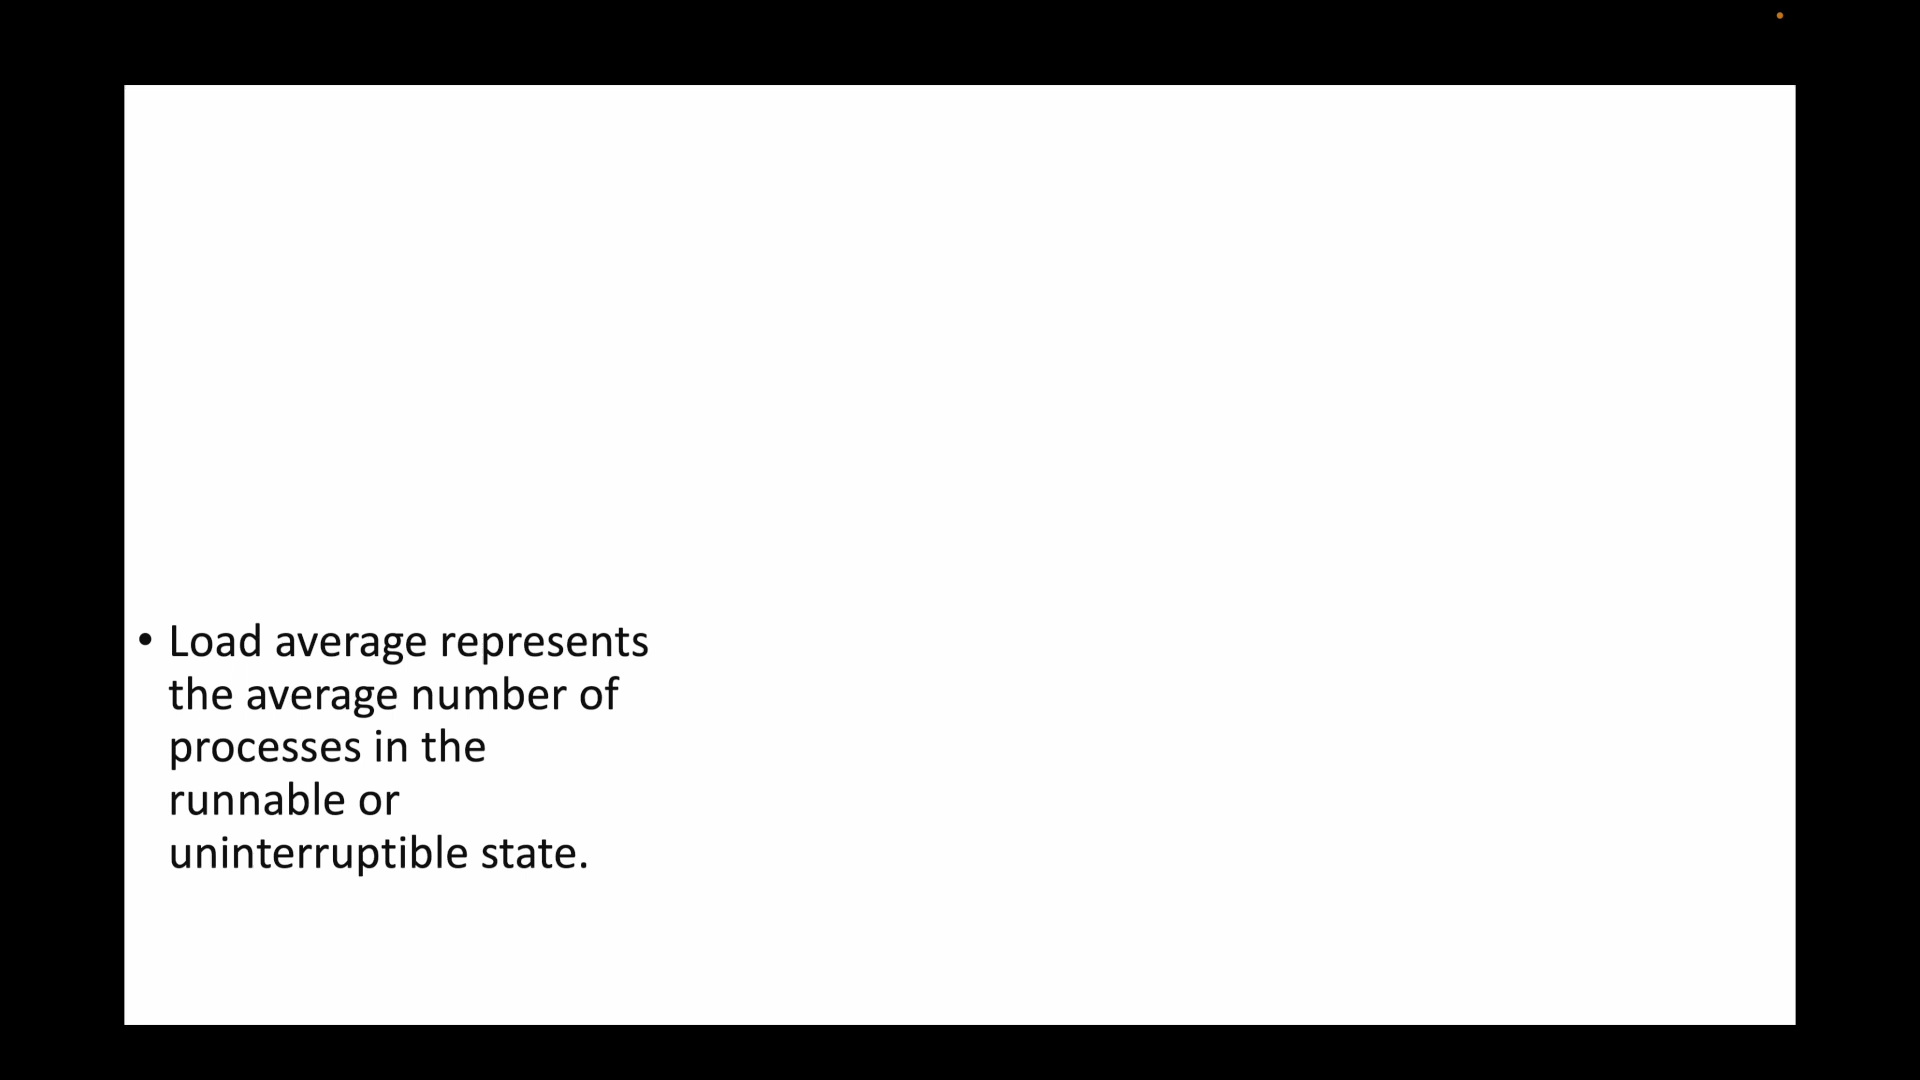 • Load average represents
the average number of
processes in the
runnable or
uninterruptible state.